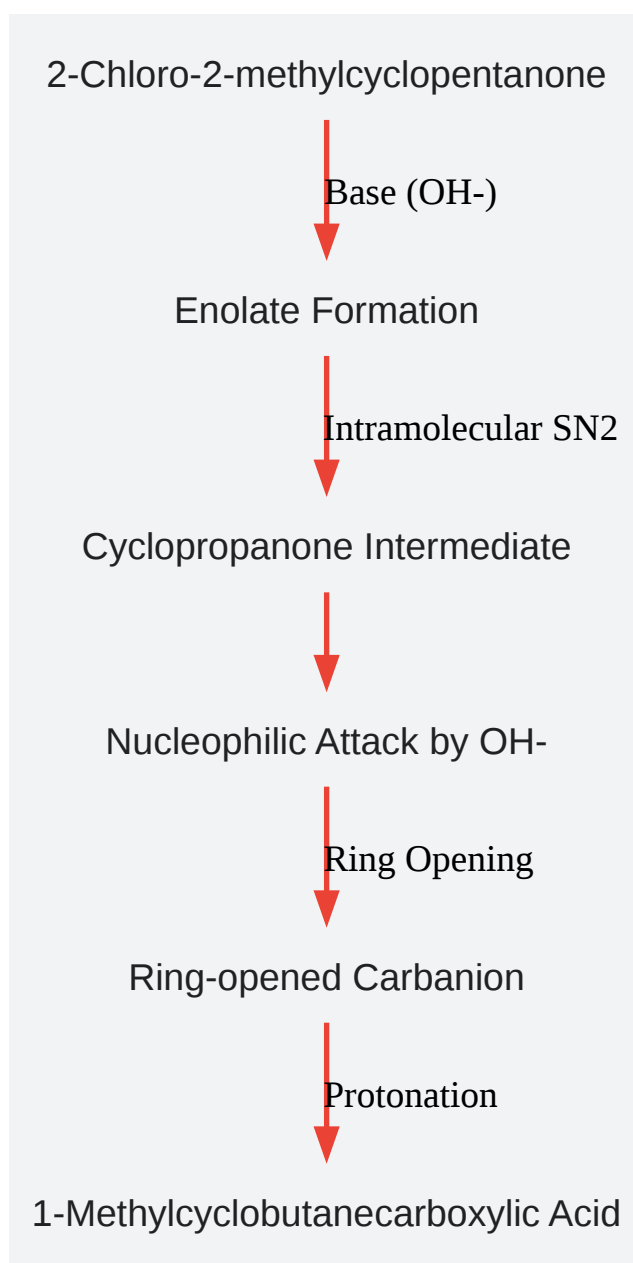 2-Chloro-2-methylcyclopentanone
Base (OH-)
Enolate Formation
Intramolecular SN2
Cyclopropanone Intermediate
Nucleophilic Attack by OH-
Ring Opening
Ring-opened Carbanion
Protonation
1-Methylcyclobutanecarboxylic Acid